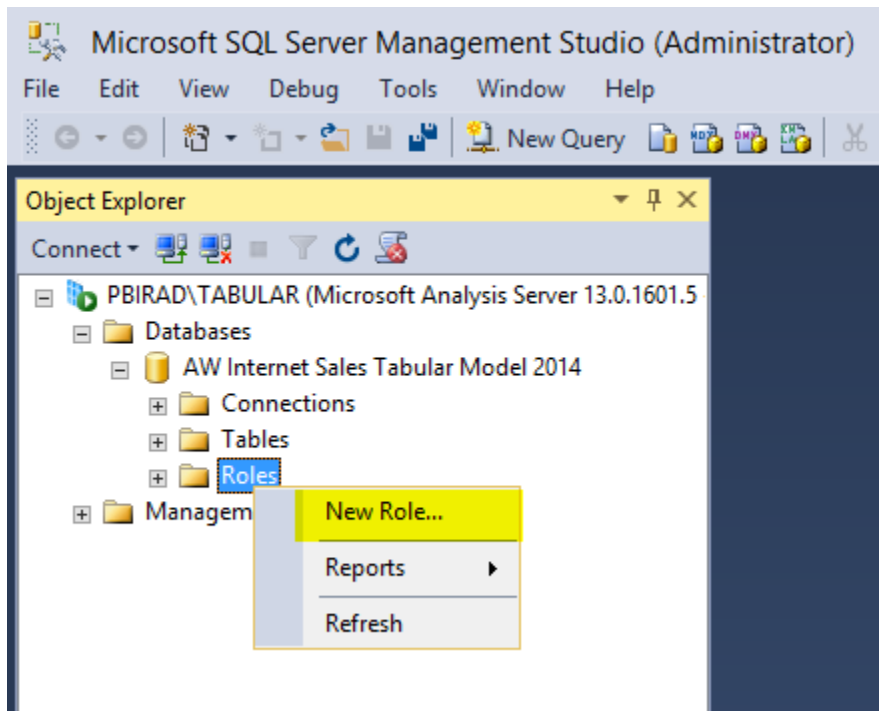 Microsoft SQL Server Management Studio (Administrator)
File Edit View Debug Tools Window Help
New Query
Object Explorer
Connect
PBIRAD\TABULAR (Microsoft Analysis Server 13.0.1601.5
Databases
AW Internet Sales Tabular Model 2014
Connections
Tables
Roles
Managem
New Role...
Reports
Refresh